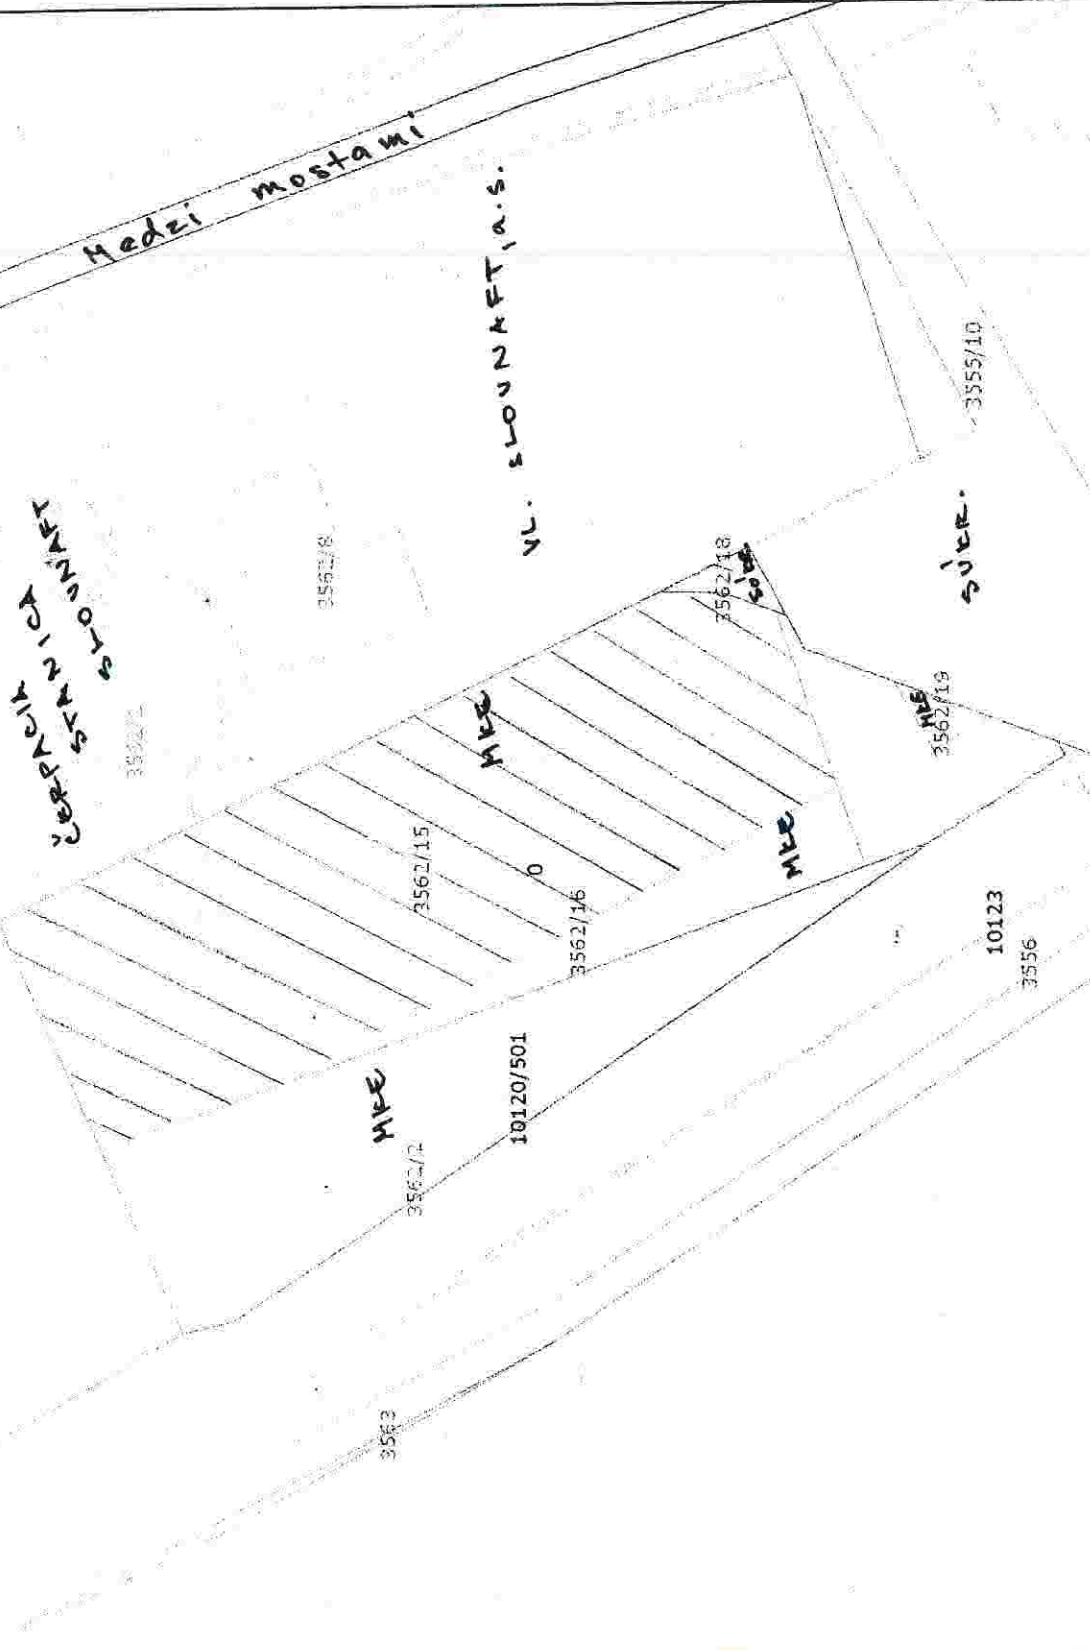 Medzi mostami
VL. SLOVNAFT, a.s.
ČERPACIA
STANICA
SLOVNAFT
3562/8
3555/10
SÚKR.
3562/18
SÚKR.
MKE
3562/19
MKE
3562/15
0
3562/16
MKE
MKE
10120/501
3562/2
10123
3556
3563